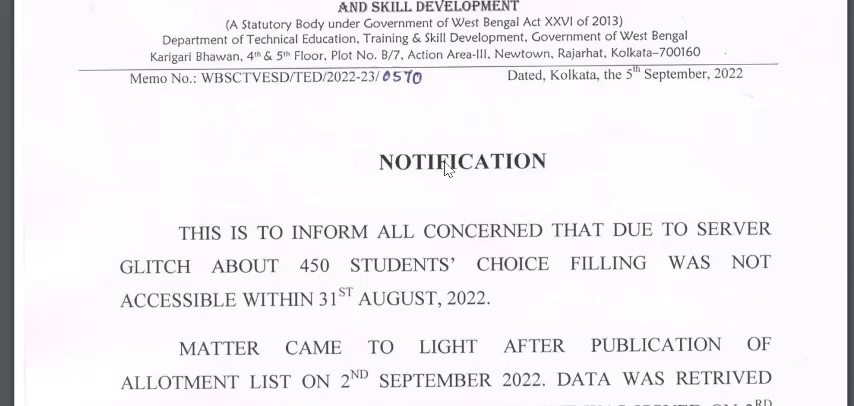 AND SKILL DEVELOPMENT
(A Statutory Body under Government of West Bengal Act XXVI of 2013)
Department of Technical Education, Training & Skill Development, Government of West Bengal
Karigari Bhawan, 4th & 5th Floor, Plot No. B/7, Action Area-III, Newtown, Rajarhat, Kolkata–700160
Memo No.: WBSCTVESD/TED/2022-23/0570 Dated, Kolkata, the 5th September, 2022
NOTIFICATION
THIS IS TO INFORM ALL CONCERNED THAT DUE TO SERVER
GLITCH ABOUT 450 STUDENTS' CHOICE FILLING WAS NOT
ACCESSIBLE WITHIN 31ST AUGUST, 2022.
MATTER CAME TO LIGHT AFTER PUBLICATION OF
ALLOTMENT LIST ON 2ND SEPTEMBER 2022. DATA WAS RETRIVED